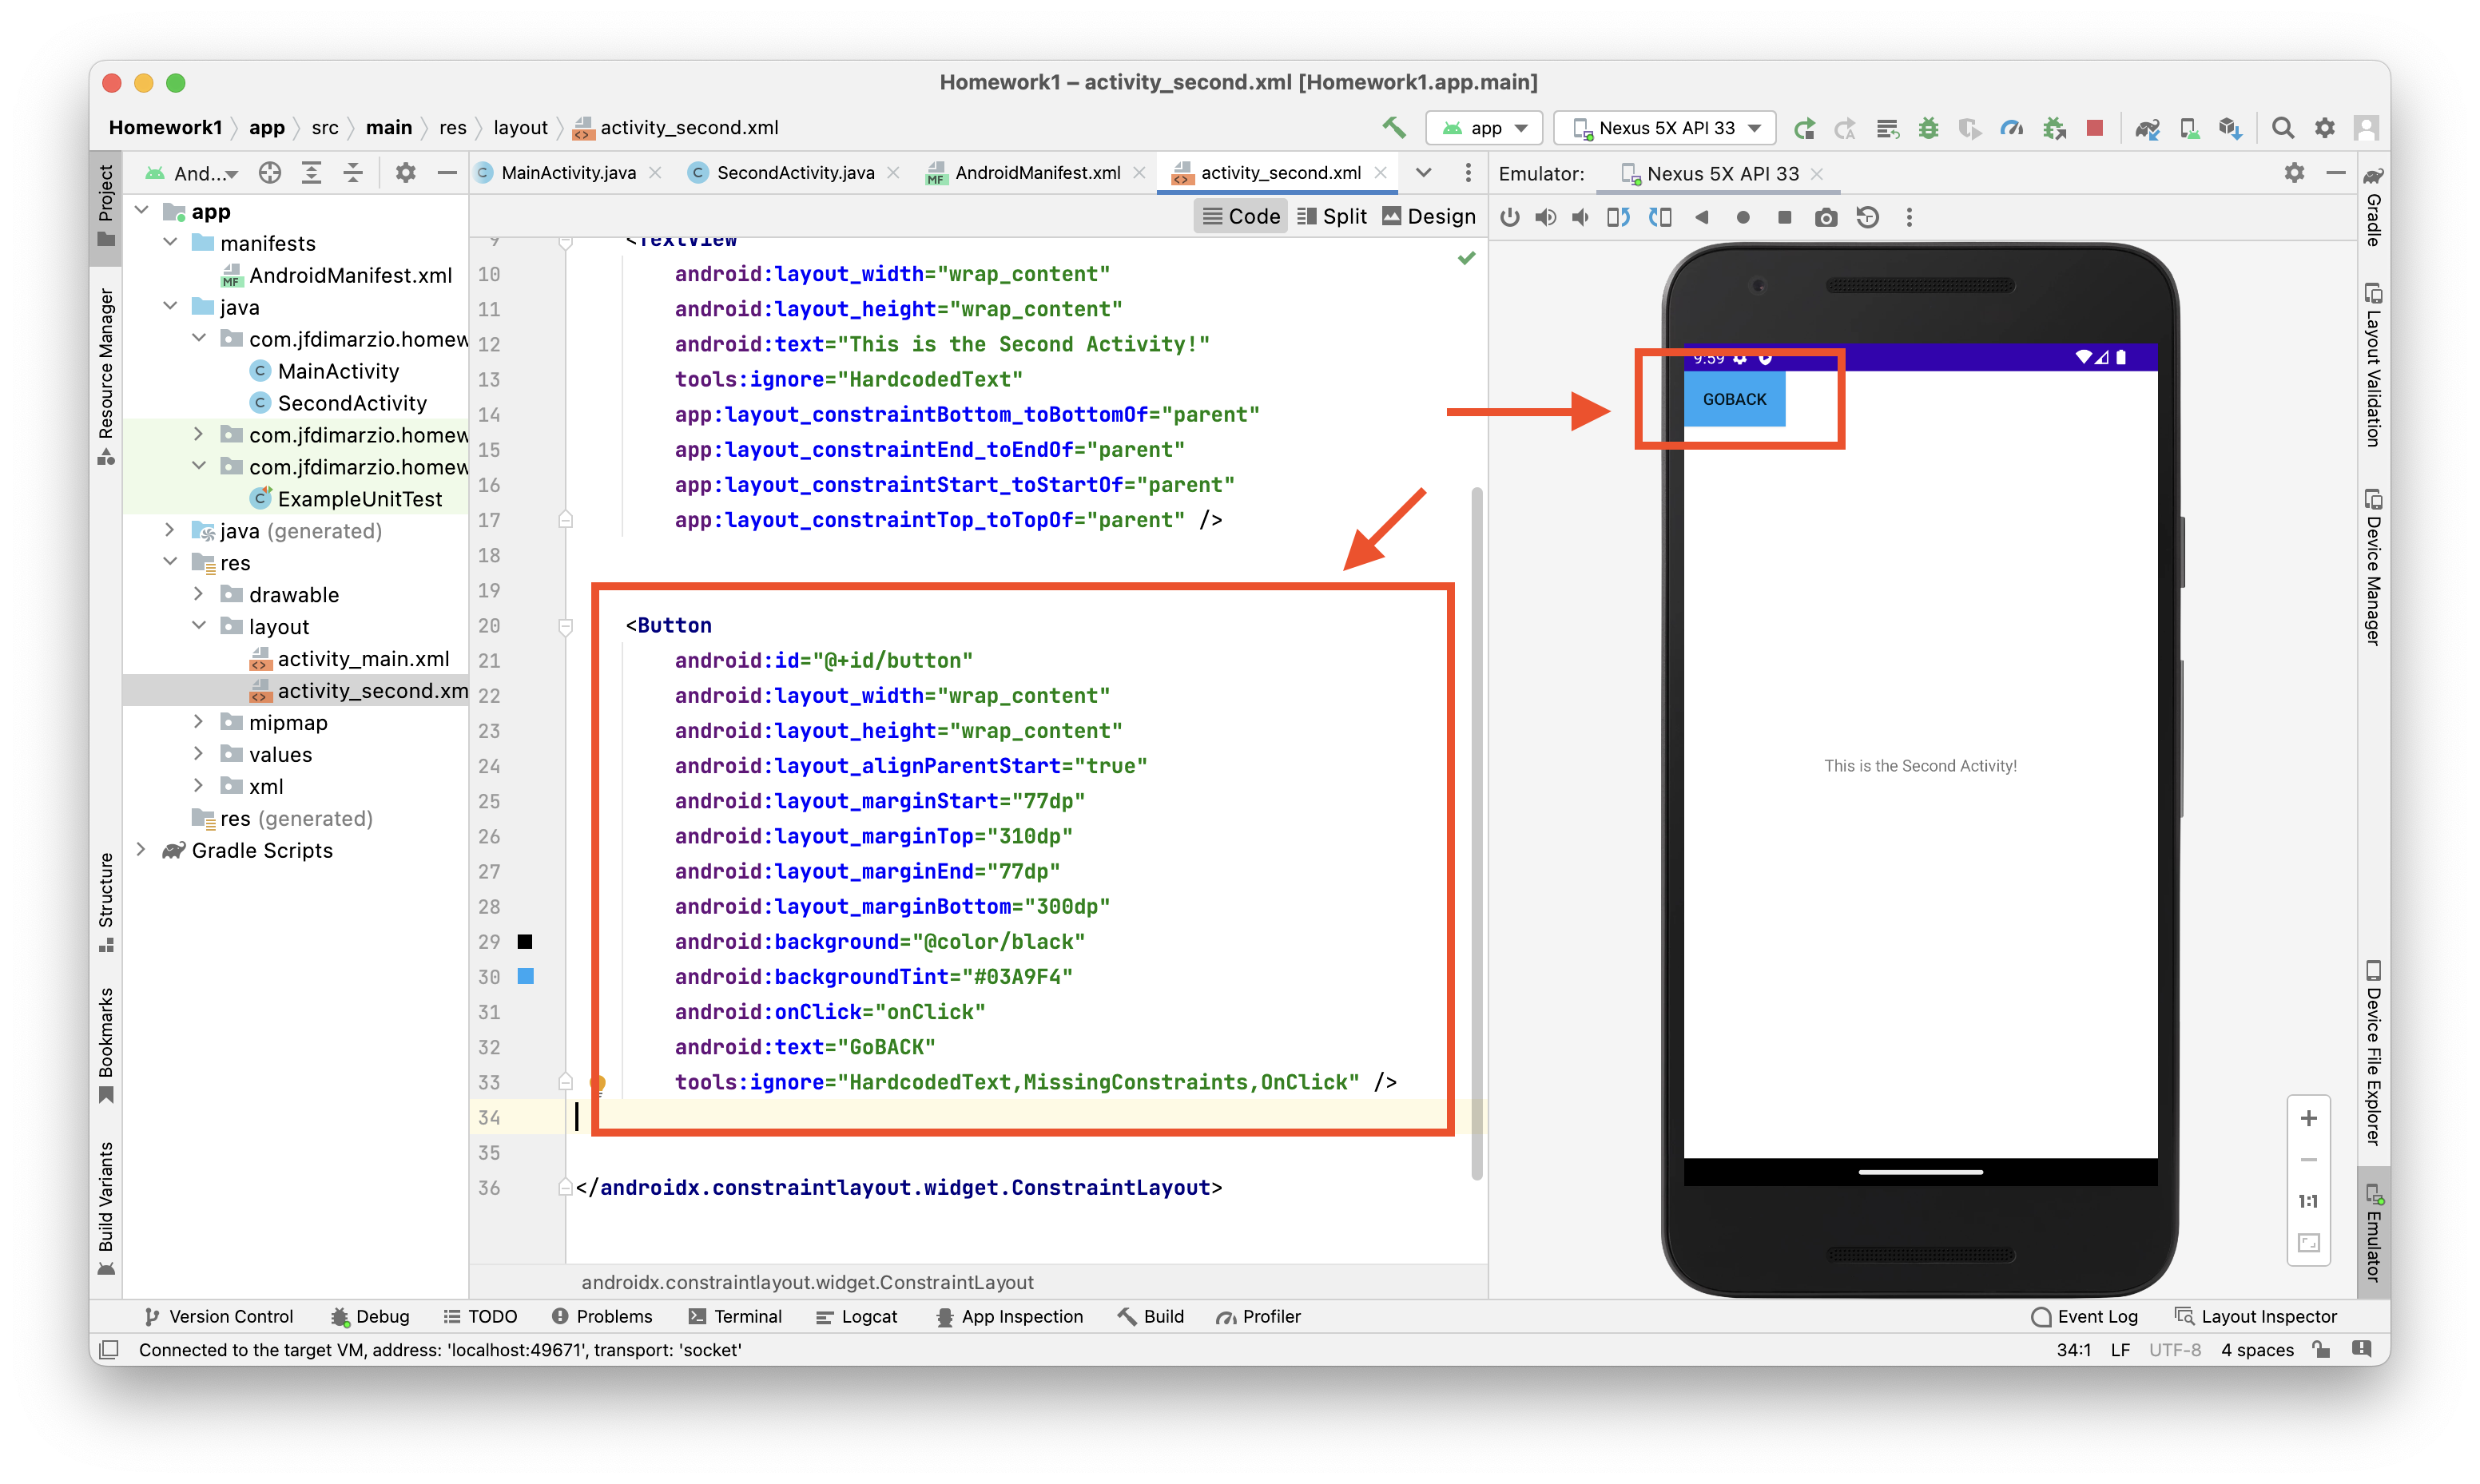 Homework1 – activity_second.xml [Homework1.app.main]
Homework1 app src main res layout activity_second.xml
app Nexus 5X API 33
And... MainActivity.java SecondActivity.java AndroidManifest.xml activity_second.xml
Emulator: Nexus 5X API 33
Code Split Design
Project
Resource Manager
Structure
Bookmarks
Build Variants
app
manifests
MF AndroidManifest.xml
java
com.jfdimarzio.homew
C MainActivity
C SecondActivity
com.jfdimarzio.homew
com.jfdimarzio.homew
C ExampleUnitTest
java (generated)
res
drawable
layout
activity_main.xml
activity_second.xm
mipmap
values
xml
res (generated)
Gradle Scripts
9 <TextView
10 android:layout_width="wrap_content"
11 android:layout_height="wrap_content"
12 android:text="This is the Second Activity!"
13 tools:ignore="HardcodedText"
14 app:layout_constraintBottom_toBottomOf="parent"
15 app:layout_constraintEnd_toEndOf="parent"
16 app:layout_constraintStart_toStartOf="parent"
17 app:layout_constraintTop_toTopOf="parent" />
18
19
20 <Button
21 android:id="@+id/button"
22 android:layout_width="wrap_content"
23 android:layout_height="wrap_content"
24 android:layout_alignParentStart="true"
25 android:layout_marginStart="77dp"
26 android:layout_marginTop="310dp"
27 android:layout_marginEnd="77dp"
28 android:layout_marginBottom="300dp"
29 android:background="@color/black"
30 android:backgroundTint="#03A9F4"
31 android:onClick="onClick"
32 android:text="GoBACK"
33 tools:ignore="HardcodedText,MissingConstraints,OnClick" />
34
35
36 </androidx.constraintlayout.widget.ConstraintLayout>
androidx.constraintlayout.widget.ConstraintLayout
9:59
GOBACK
This is the Second Activity!
1:1
Gradle
Layout Validation
Device Manager
Device File Explorer
Emulator
Version Control Debug TODO Problems Terminal Logcat App Inspection Build Profiler Event Log Layout Inspector
Connected to the target VM, address: 'localhost:49671', transport: 'socket' 34:1 LF UTF-8 4 spaces